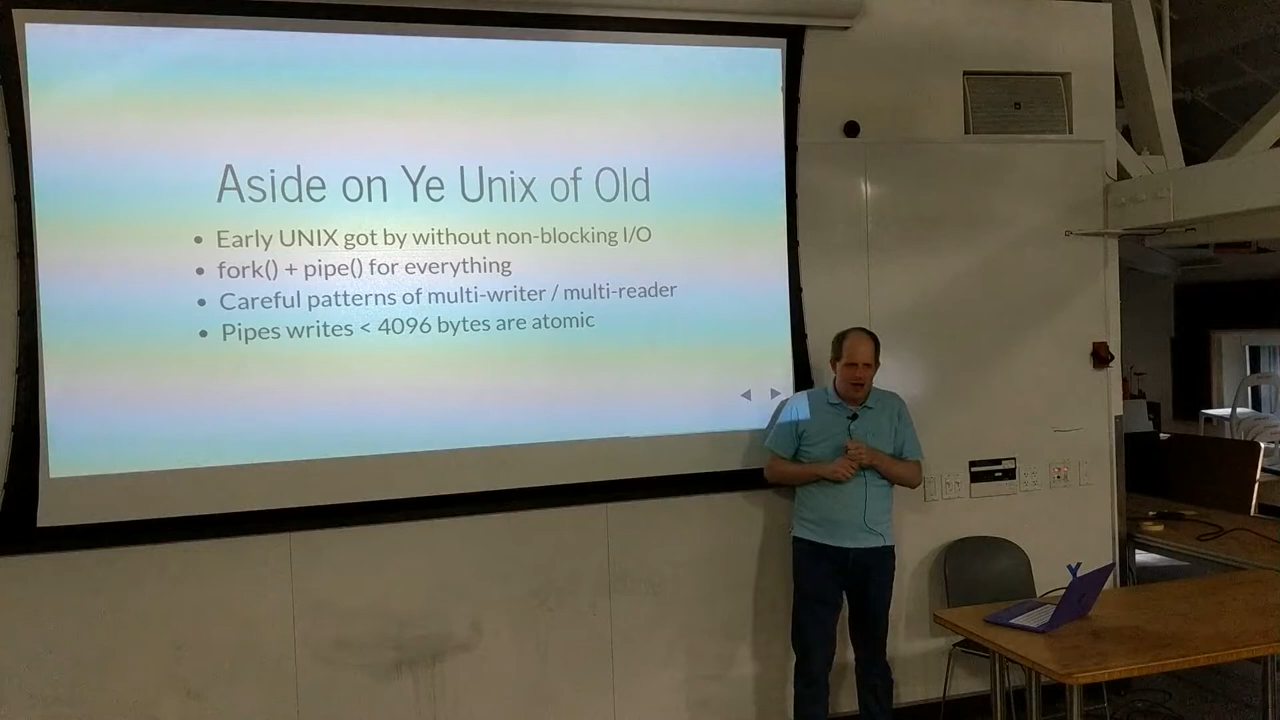 Aside on Ye Unix of Old
Early UNIX got by without non-blocking I/O
fork() + pipe() for everything
Careful patterns of multi-writer / multi-reader
Pipes writes < 4096 bytes are atomic